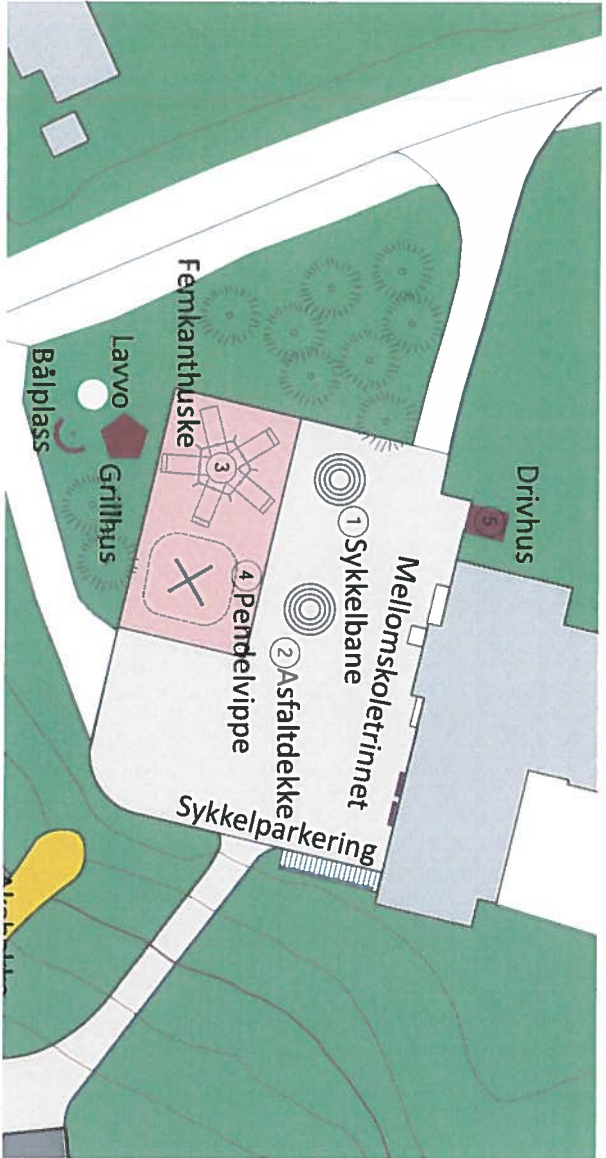 Drivhus
5
Mellomskoletrinnet
1 Sykkelbane
2 Asfaltdekke
4 Pendelvippe
3
Femkanthuske
Lavvo
Grillhus
Bålplass
Sykkelparkering